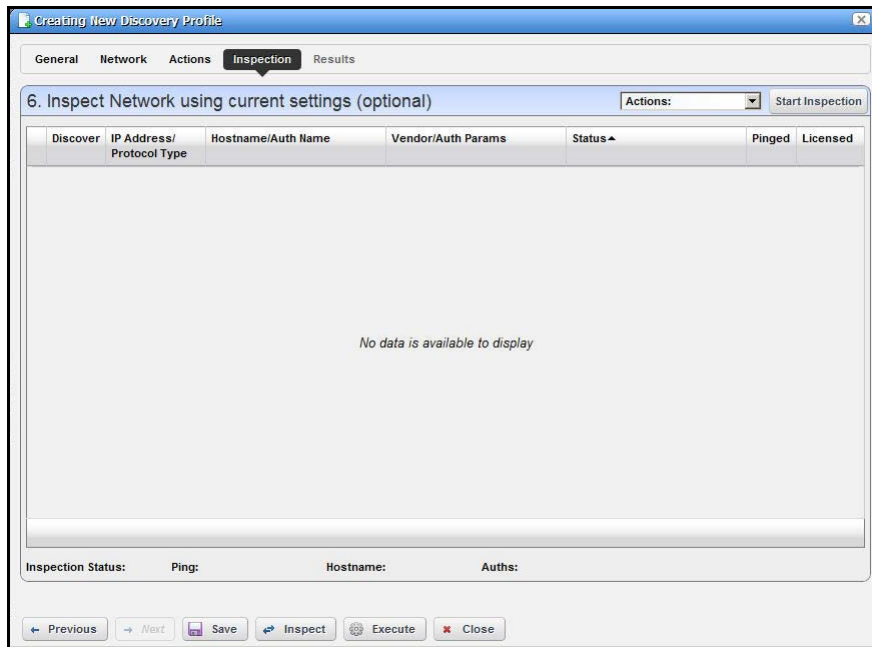 Creating New Discovery Profile
General Network Actions Inspection Results
6. Inspect Network using current settings (optional) Actions: Start Inspection
Discover IP Address/ Hostname/Auth Name Vendor/Auth Params Status Pinged Licensed
Protocol Type
No data is available to display
Inspection Status: Ping: Hostname: Auths:
Previous Next Save Inspect Execute Close